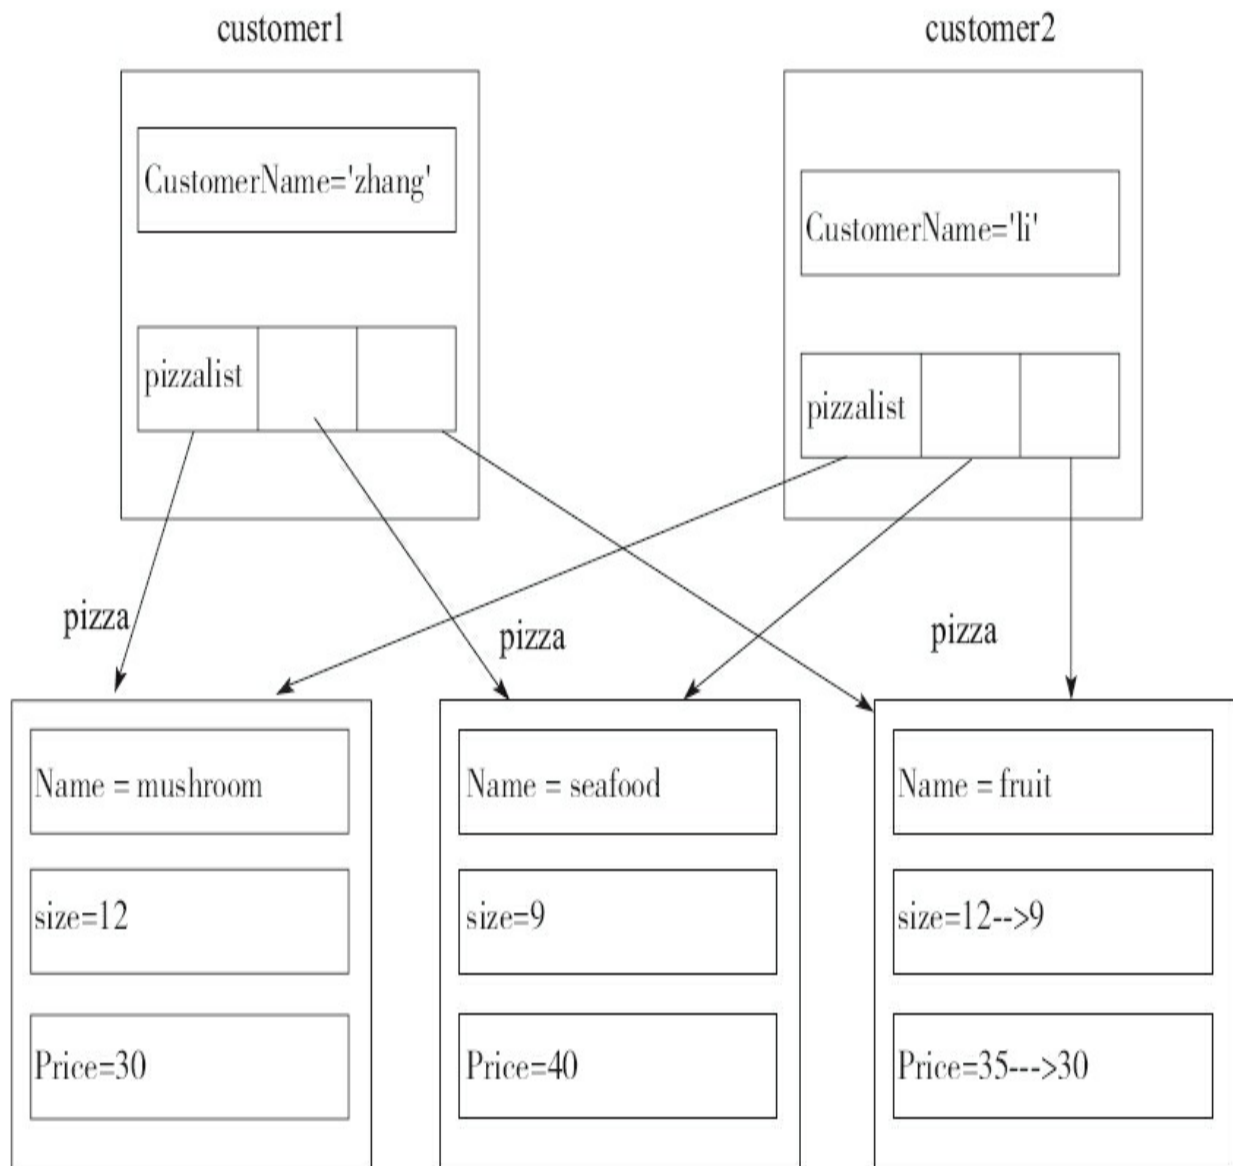 customer1
customer2
CustomerName='zhang'
CustomerName='li'
pizzalist
pizzalist
pizza
pizza
pizza
Name = mushroom
Name = seafood
Name = fruit
size=12
size=9
size=12-->9
Price=30
Price=40
Price=35--->30